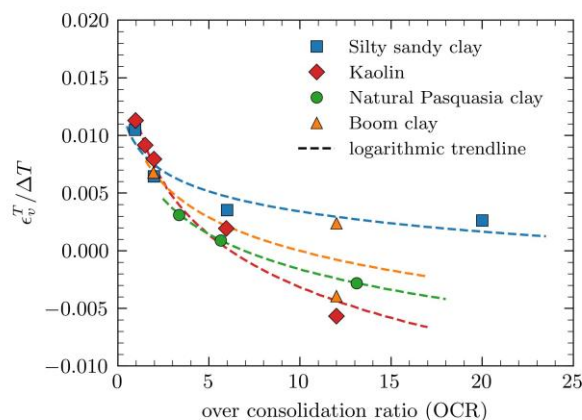 0.020
0.015
0.010
0.005
0.000
−0.005
−0.010
0
5
10
15
20
25
ϵ_v^T/ΔT
over consolidation ratio (OCR)
Silty sandy clay
Kaolin
Natural Pasquasia clay
Boom clay
logarithmic trendline